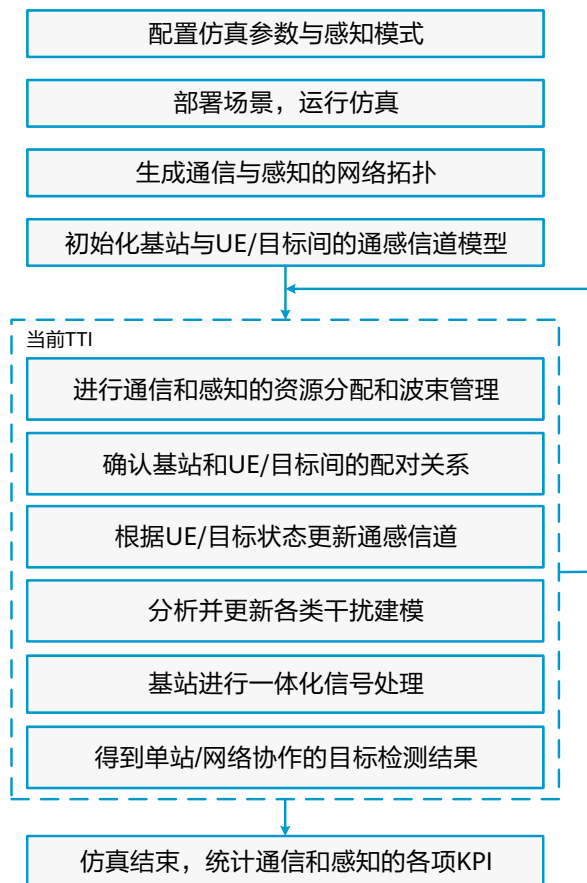 配置仿真参数与感知模式
部署场景，运行仿真
生成通信与感知的网络拓扑
初始化基站与UE/目标间的通感信道模型
当前TTI
进行通信和感知的资源分配和波束管理
确认基站和UE/目标间的配对关系
根据UE/目标状态更新通感信道
分析并更新各类干扰建模
基站进行一体化信号处理
得到单站/网络协作的目标检测结果
仿真结束，统计通信和感知的各项KPI